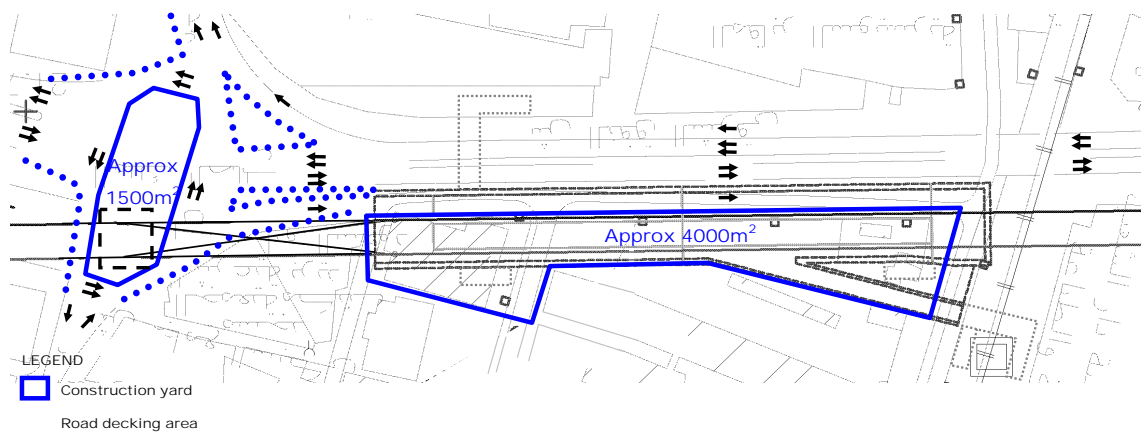 Approx
1500m²
Approx 4000m²
LEGEND
Construction yard
Road decking area